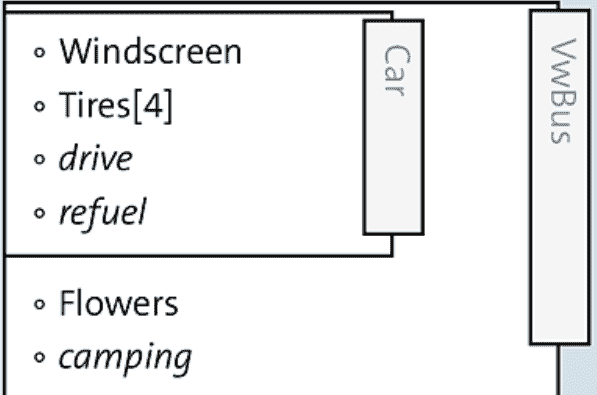 Windscreen
Tires[4]
drive
refuel
Car
Flowers
camping
VwBus